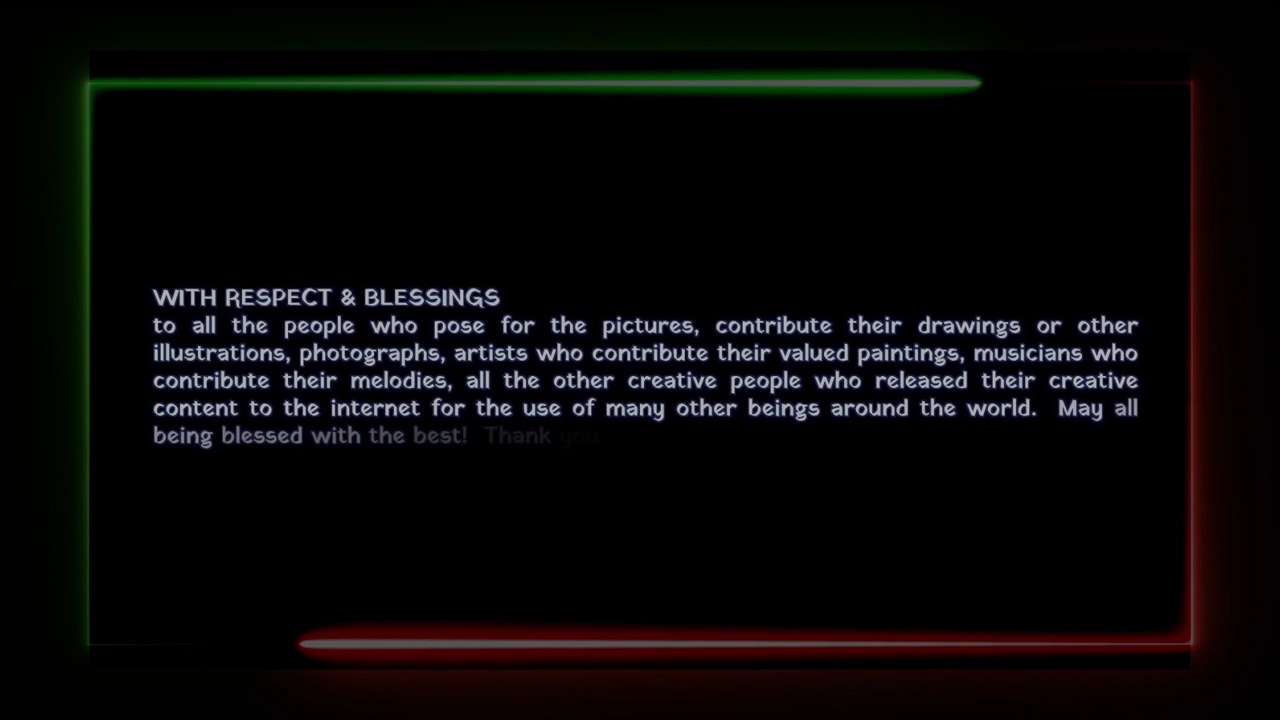 WITH RESPECT & BLESSINGS
to all the people who pose for the pictures, contribute their drawings or other
illustrations, photographs, artists who contribute their valued paintings, musicians who
contribute their melodies, all the other creative people who released their creative
content to the internet for the use of many other beings around the world.  May all
being blessed with the best!  Thank you